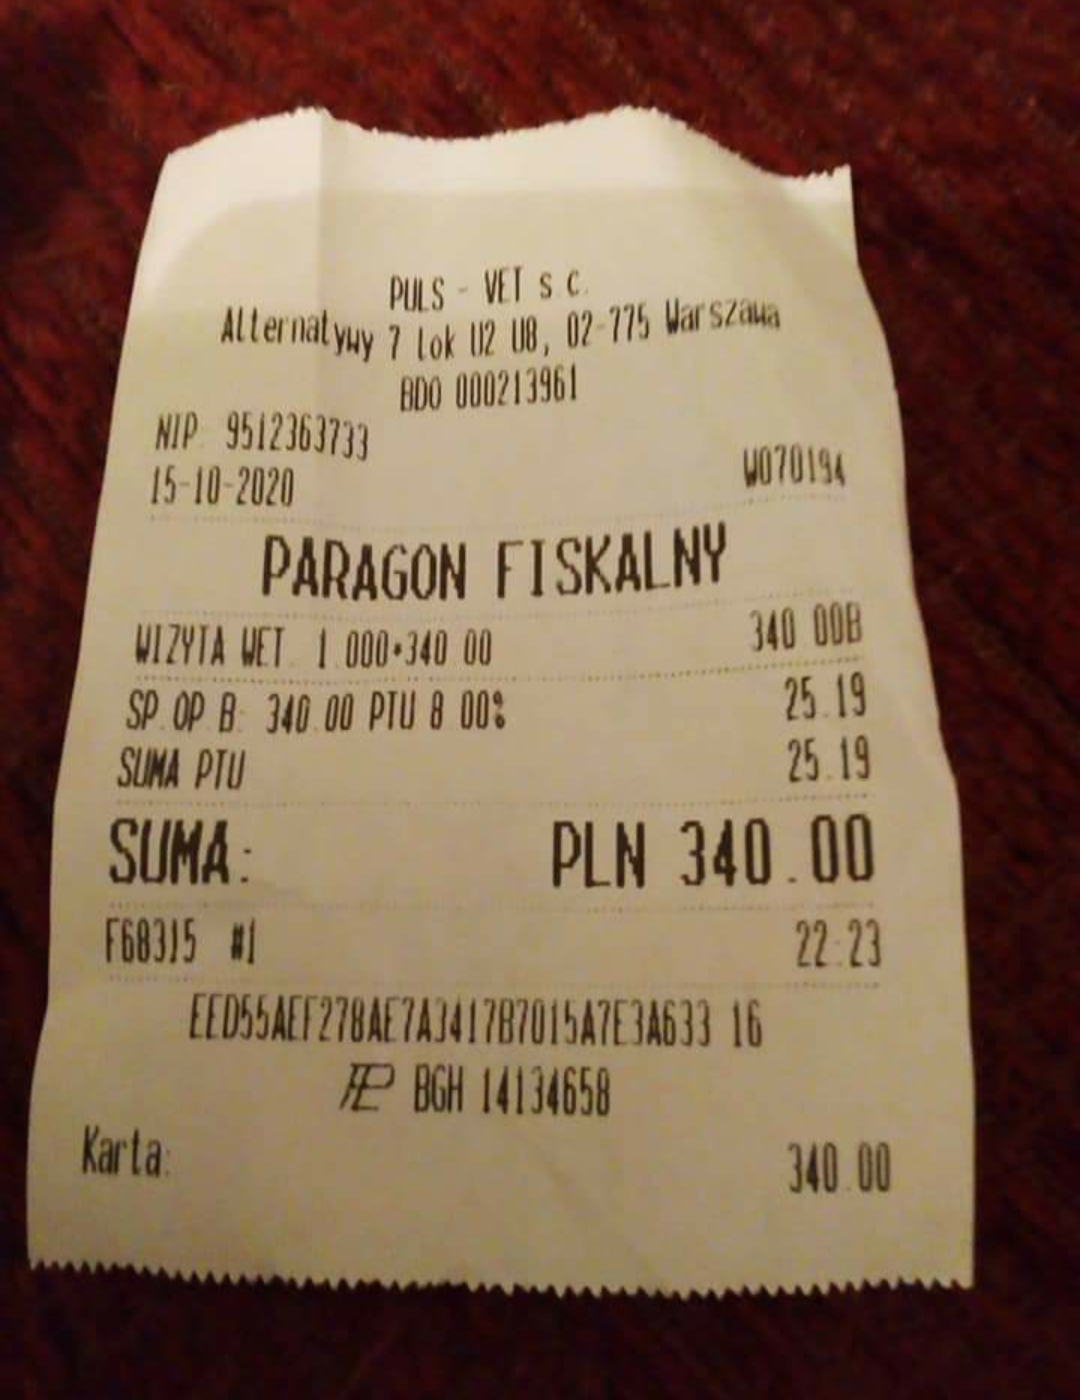 PULS - VET s c.
Alternatywy 7 Lok U2 U8, 02-775 Warszawa
BDO 000213961
NIP 9512363733
15-10-2020 W070194
PARAGON FISKALNY
WIZYTA WET. 1.000*340.00 340.00B
SP.OP.B: 340.00 PTU 8.00% 25.19
SUMA PTU 25.19
SUMA: PLN 340.00
F68315 #1 22:23
EED55AEF278AE7A3417B7015A7E3A633 16
BGH 14134658
Karta: 340.00